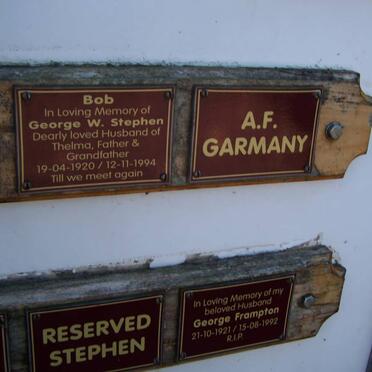 Bob
In Loving Memory of
George W. Stephen
Dearly loved Husband of
Thelma, Father &
Grandfather
19-04-1920 / 12-11-1994
Till we meet again
A.F.
GARMANY
RESERVED
STEPHEN
In Loving Memory of my
beloved Husband
George Frampton
21-10-1921 / 15-08-1992
R.I.P.